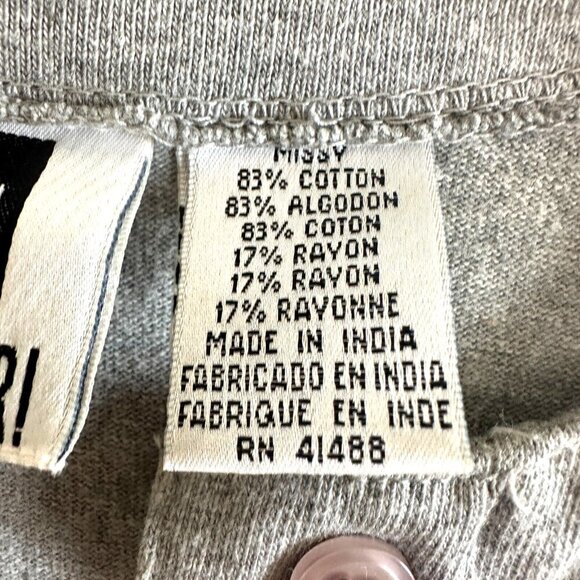 MISSY
83% COTTON
83% ALGODON
83% COTON
17% RAYON
17% RAYON
17% RAYONNE
MADE IN INDIA
FABRICADO EN INDIA
FABRIQUE EN INDE
RN 41488